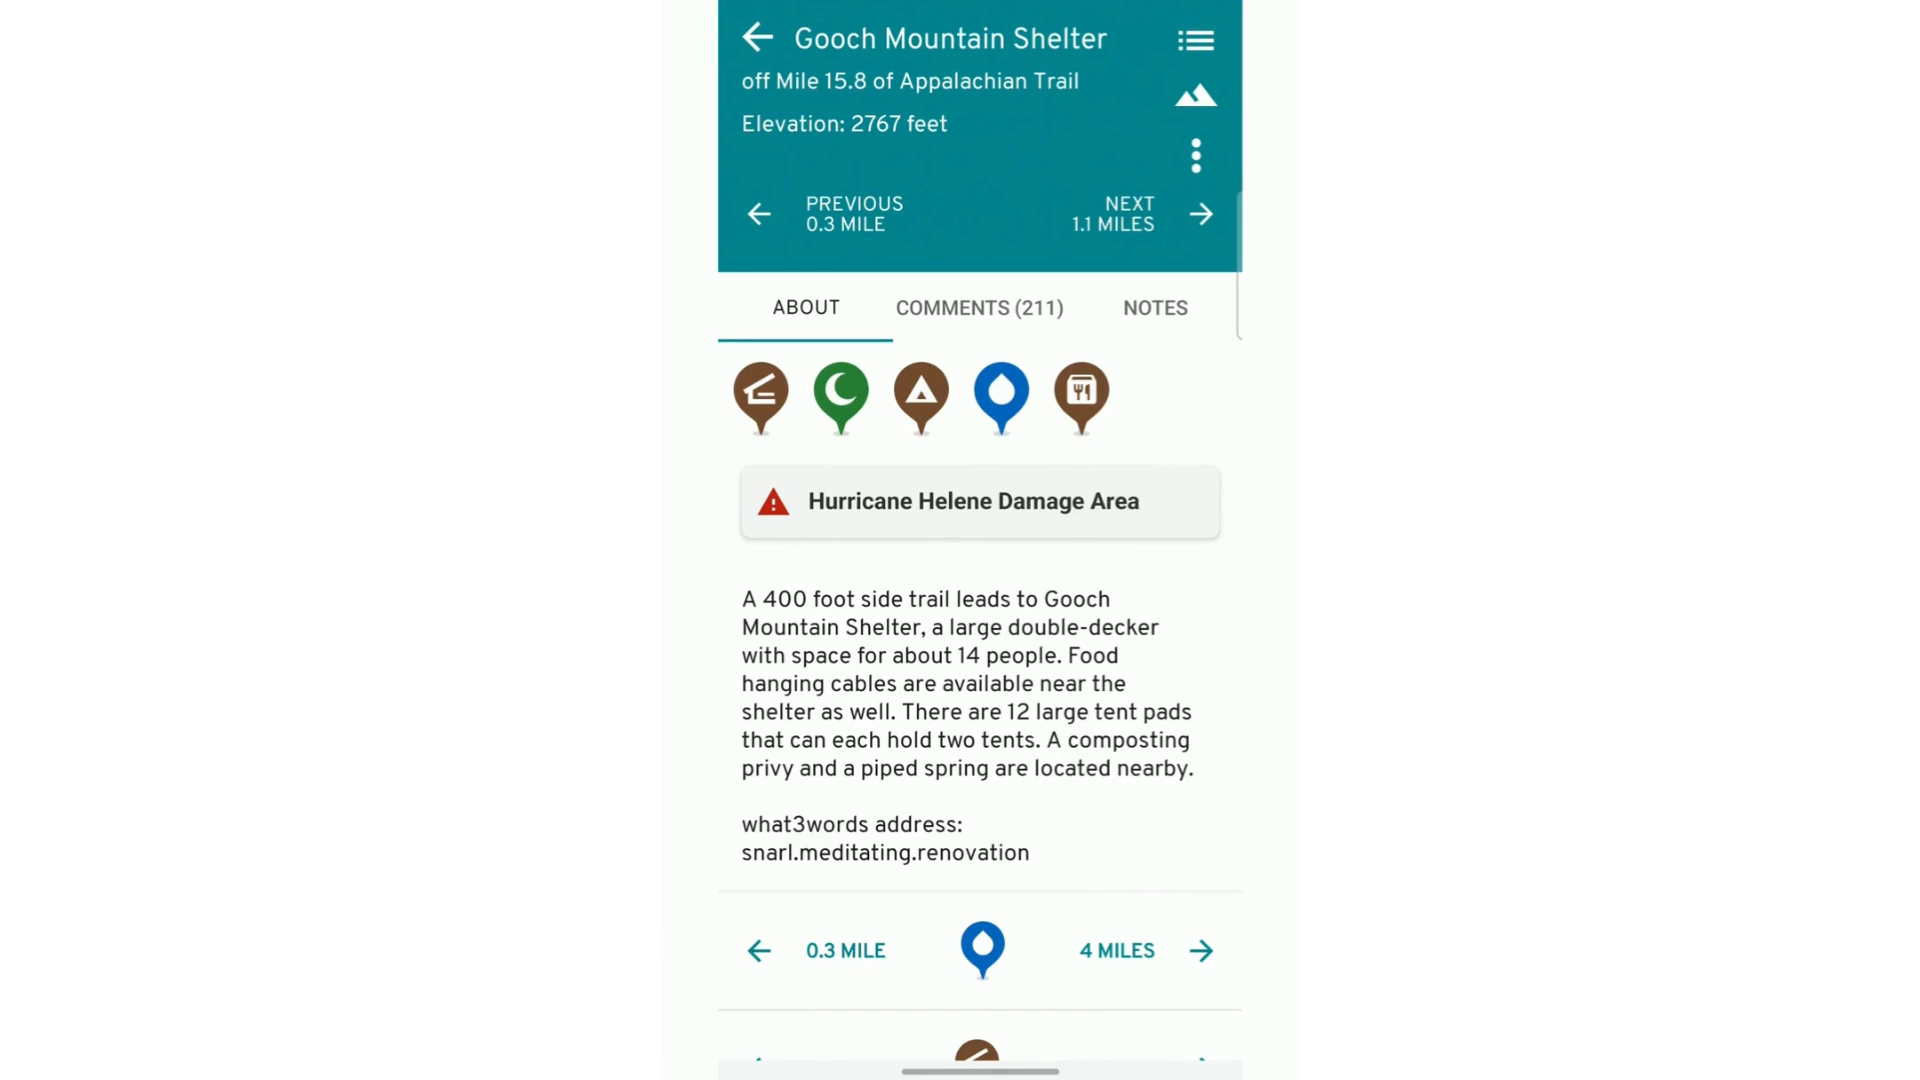 Gooch Mountain Shelter
off Mile 15.8 of Appalachian Trail
Elevation: 2767 feet
PREVIOUS
0.3 MILE
NEXT
1.1 MILES
ABOUT
COMMENTS (211)
NOTES
Hurricane Helene Damage Area
A 400 foot side trail leads to Gooch
Mountain Shelter, a large double-decker
with space for about 14 people. Food
hanging cables are available near the
shelter as well. There are 12 large tent pads
that can each hold two tents. A composting
privy and a piped spring are located nearby.
what3words address:
snarl.meditating.renovation
0.3 MILE
4 MILES